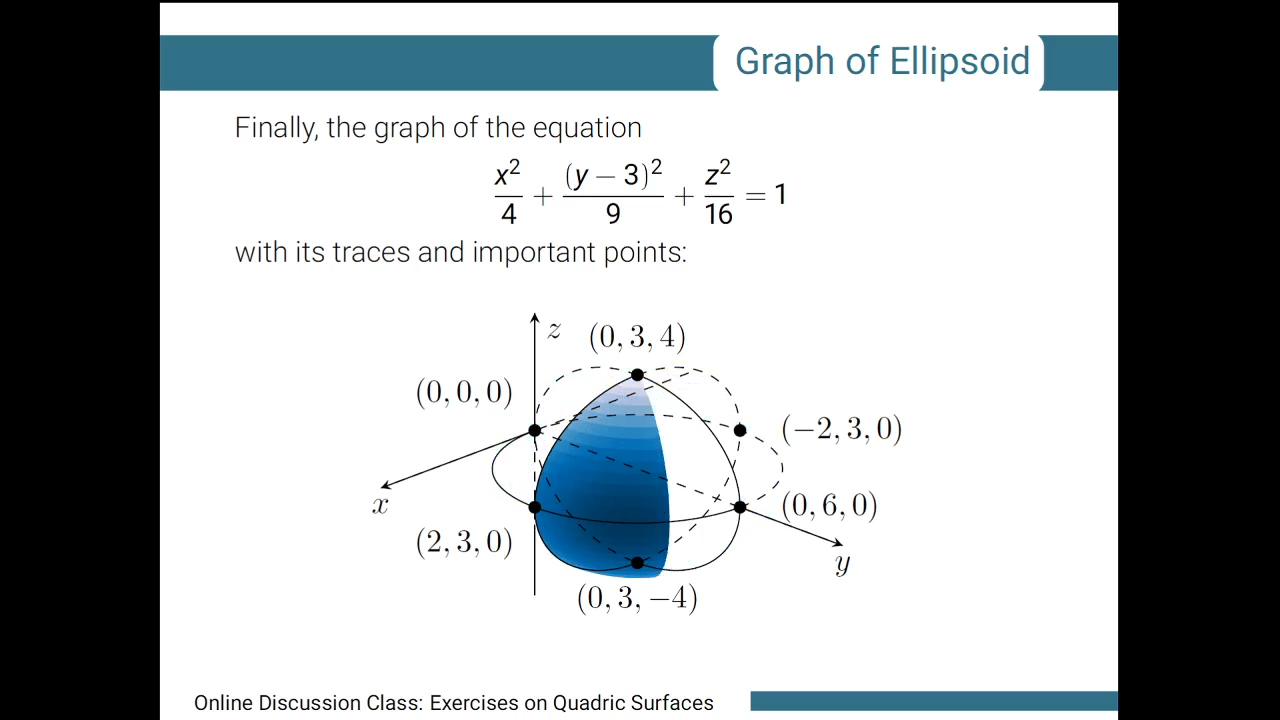 Graph of Ellipsoid
Finally, the graph of the equation
x²/4 + (y − 3)²/9 + z²/16 = 1
with its traces and important points:
z
(0, 3, 4)
(0, 0, 0)
(−2, 3, 0)
x
(0, 6, 0)
(2, 3, 0)
y
(0, 3, −4)
Online Discussion Class: Exercises on Quadric Surfaces